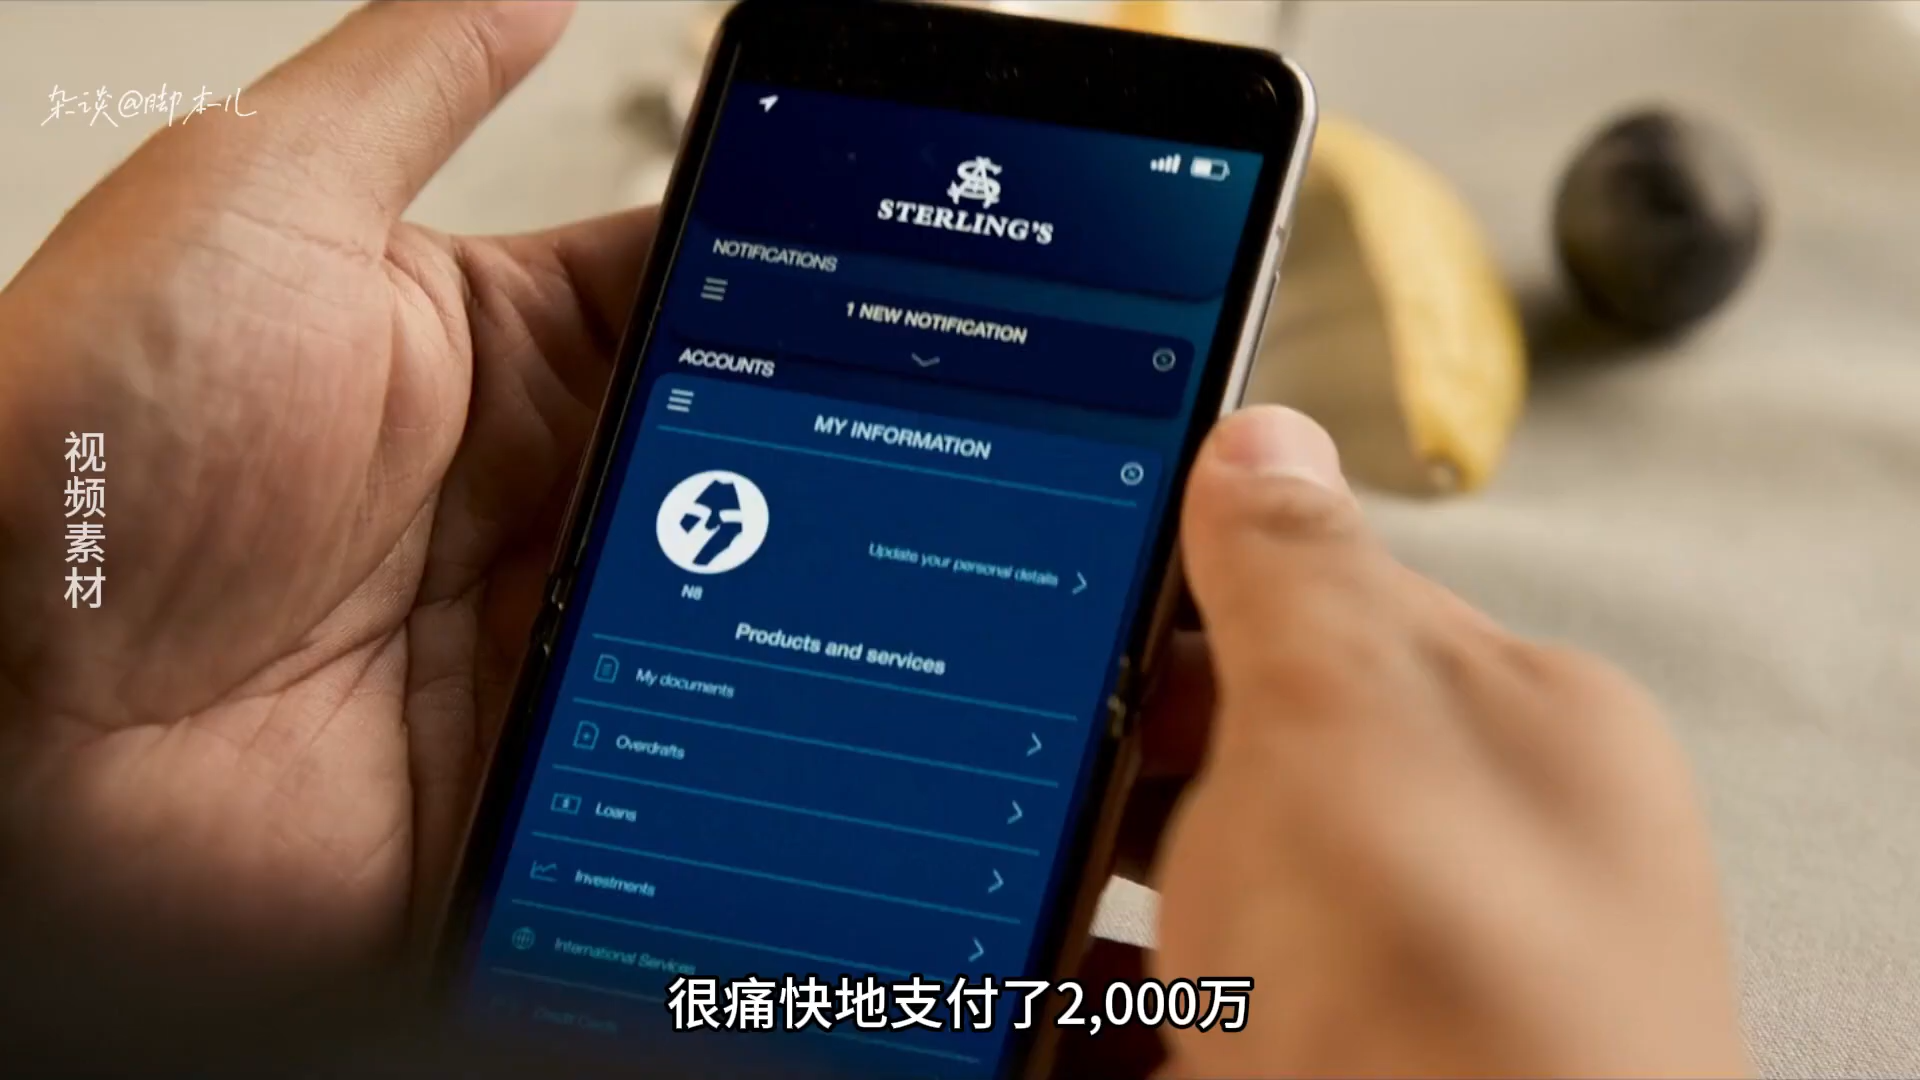 杂谈@脚本儿
STERLING'S
NOTIFICATIONS
1 NEW NOTIFICATION
ACCOUNTS
MY INFORMATION
Update your personal details
N8
Products and services
My documents
Overdrafts
Loans
Investments
International Services
Credit Cards
视频素材
很痛快地支付了2,000万